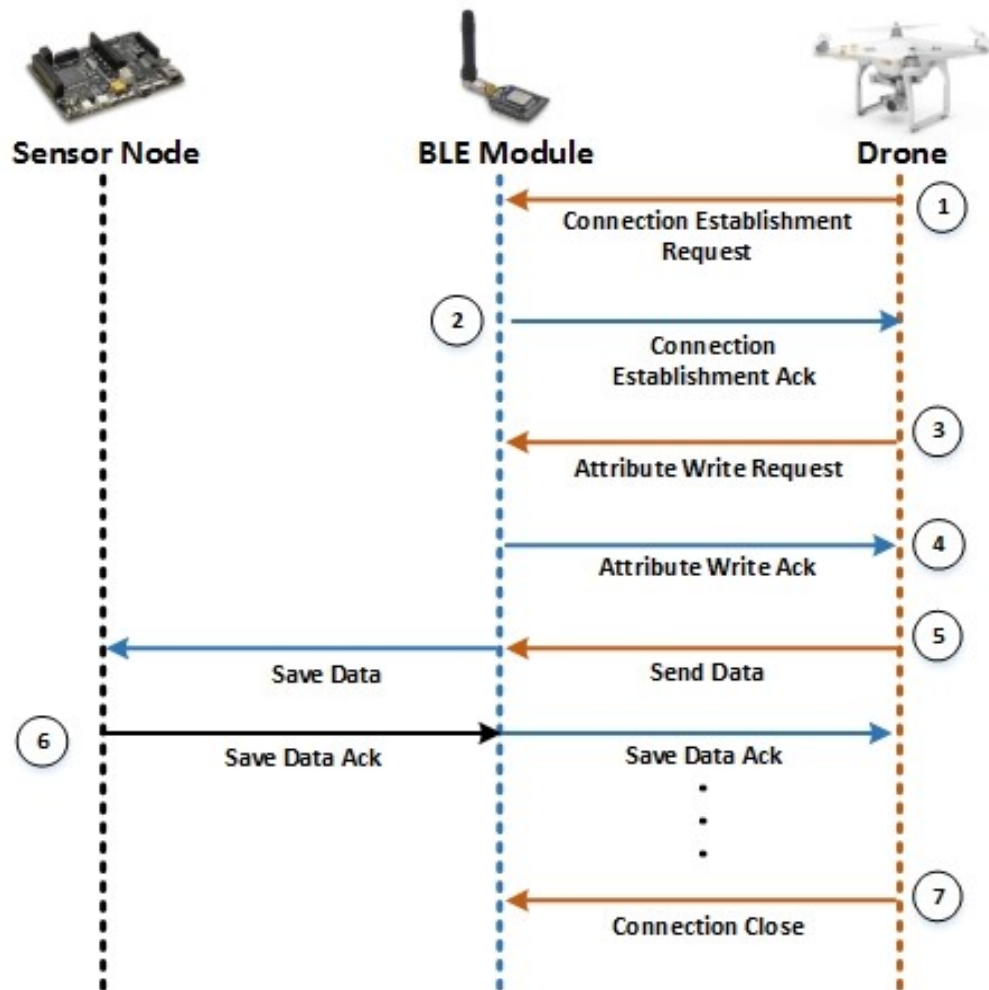 Sensor Node
BLE Module
Drone
1
Connection Establishment
Request
2
Connection
Establishment Ack
3
Attribute Write Request
4
Attribute Write Ack
5
Save Data
Send Data
6
Save Data Ack
Save Data Ack
7
Connection Close